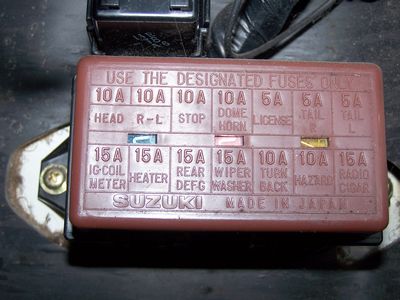 USE THE DESIGNATED FUSES ONLY
10A 10A 10A 10A 5A 5A 5A
HEAD R-L STOP DOME HORN LICENSE TAIL R TAIL L
15A 15A 15A 15A 10A 10A 15A
IG·COIL METER HEATER REAR DEF·G WIPER WASHER TURN BACK HAZARD RADIO CIGAR
SUZUKI MADE IN JAPAN